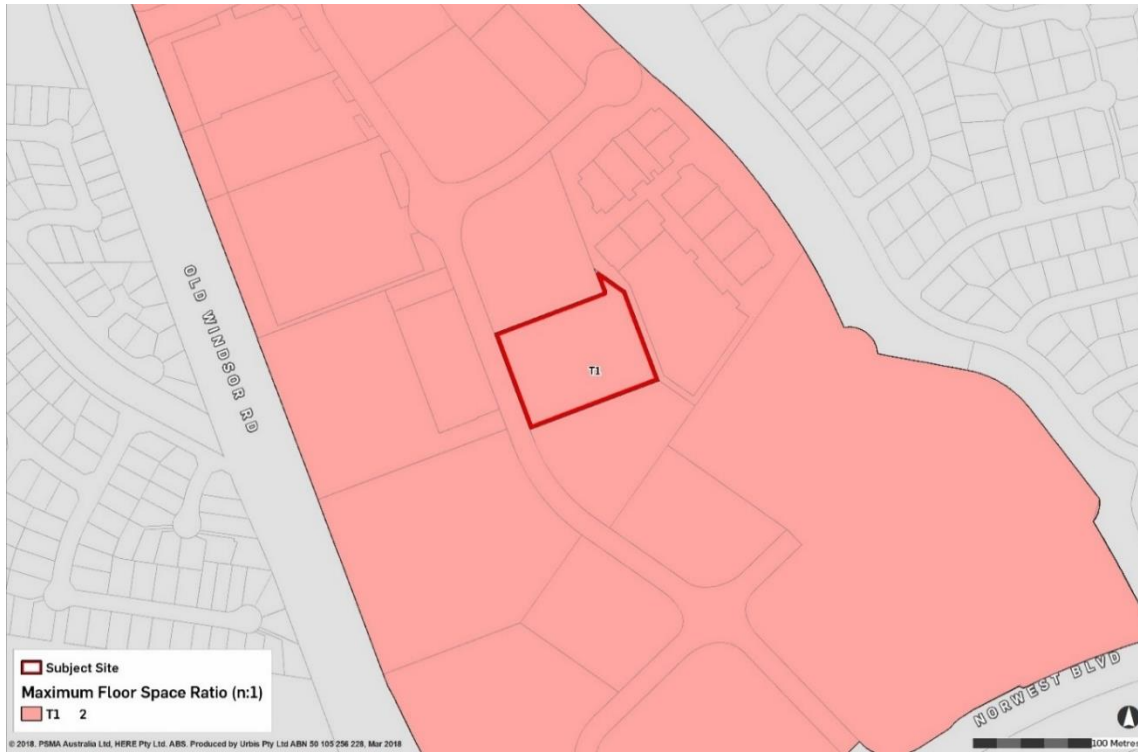 OLD WINDSOR RD
T1
NORWEST BLVD
Subject Site
Maximum Floor Space Ratio (n:1)
T1 2
100 Metres
© 2018. PSMA Australia Ltd, HERE Pty Ltd. ABS. Produced by Urbis Pty Ltd ABN 50 105 256 228, Mar 2018